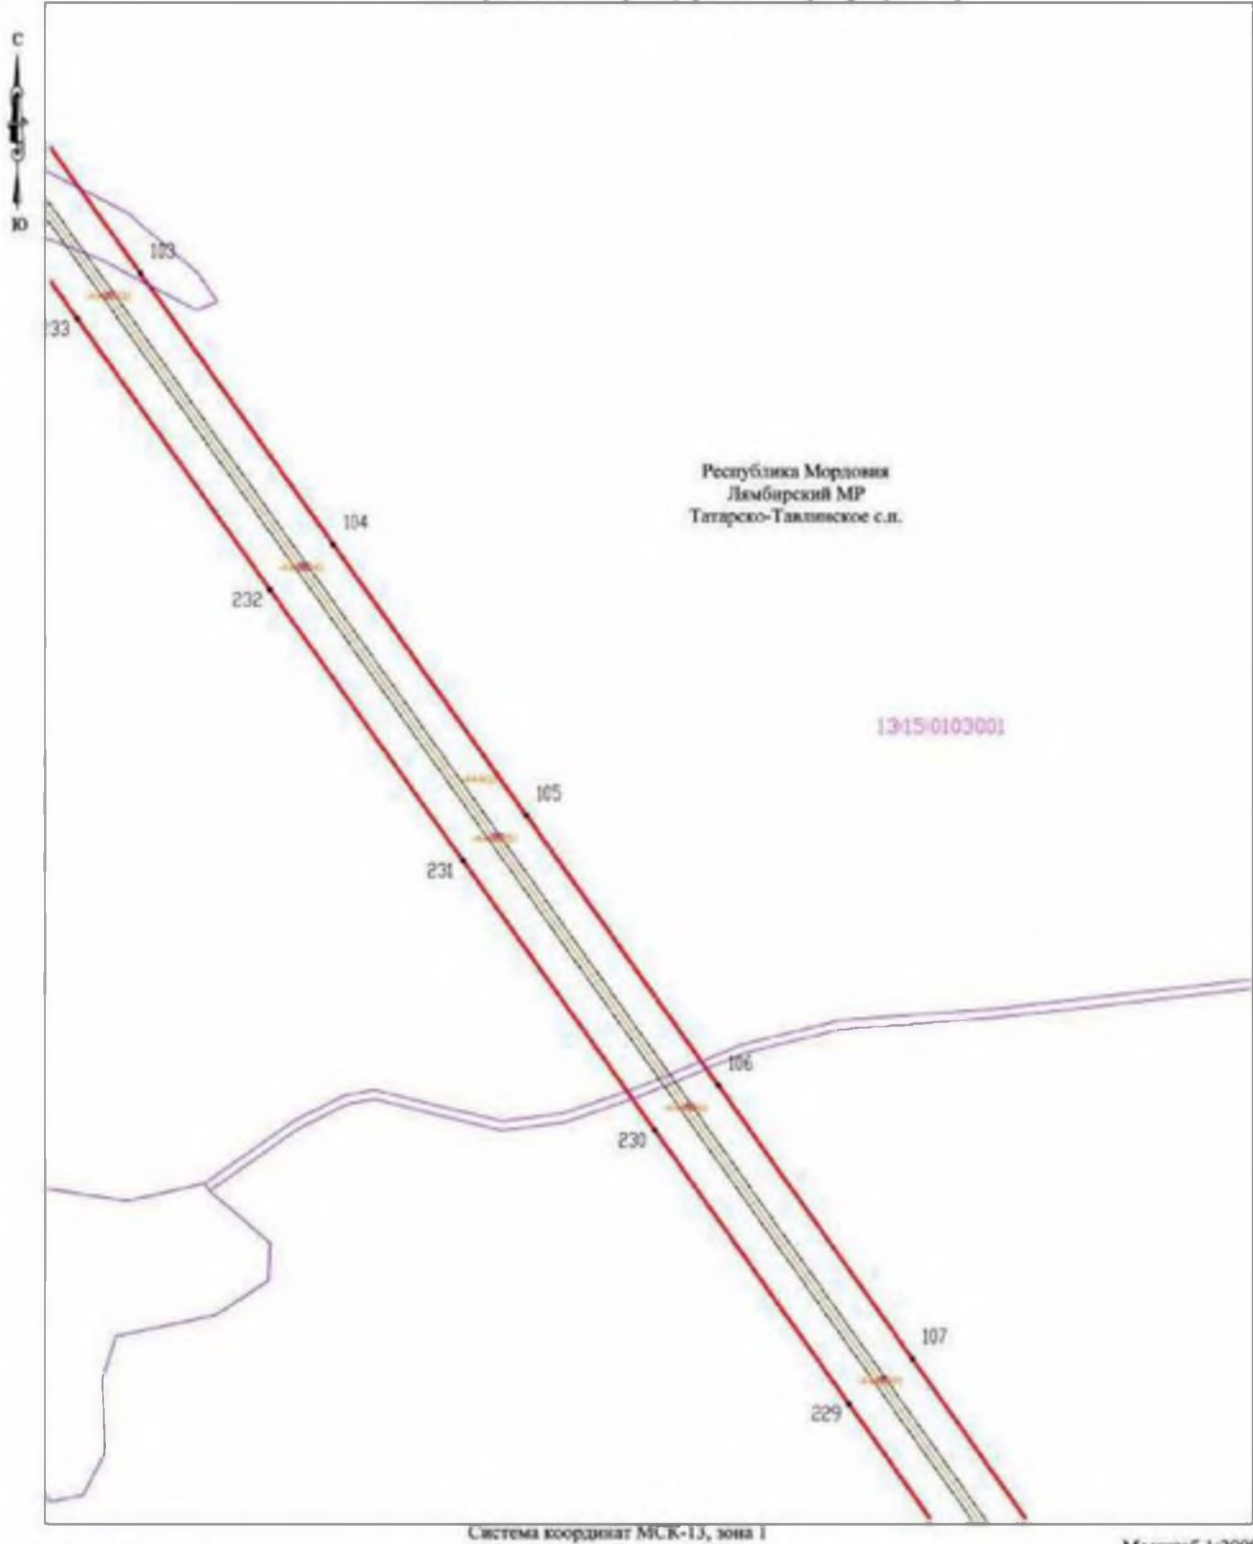 С
Ю
103
233
104
Республика Мордовия
Лямбирский МР
Татарско-Тавлинское с.п.
232
13:15:0103001
105
231
106
230
107
229
Система координат МСК-13, зона 1